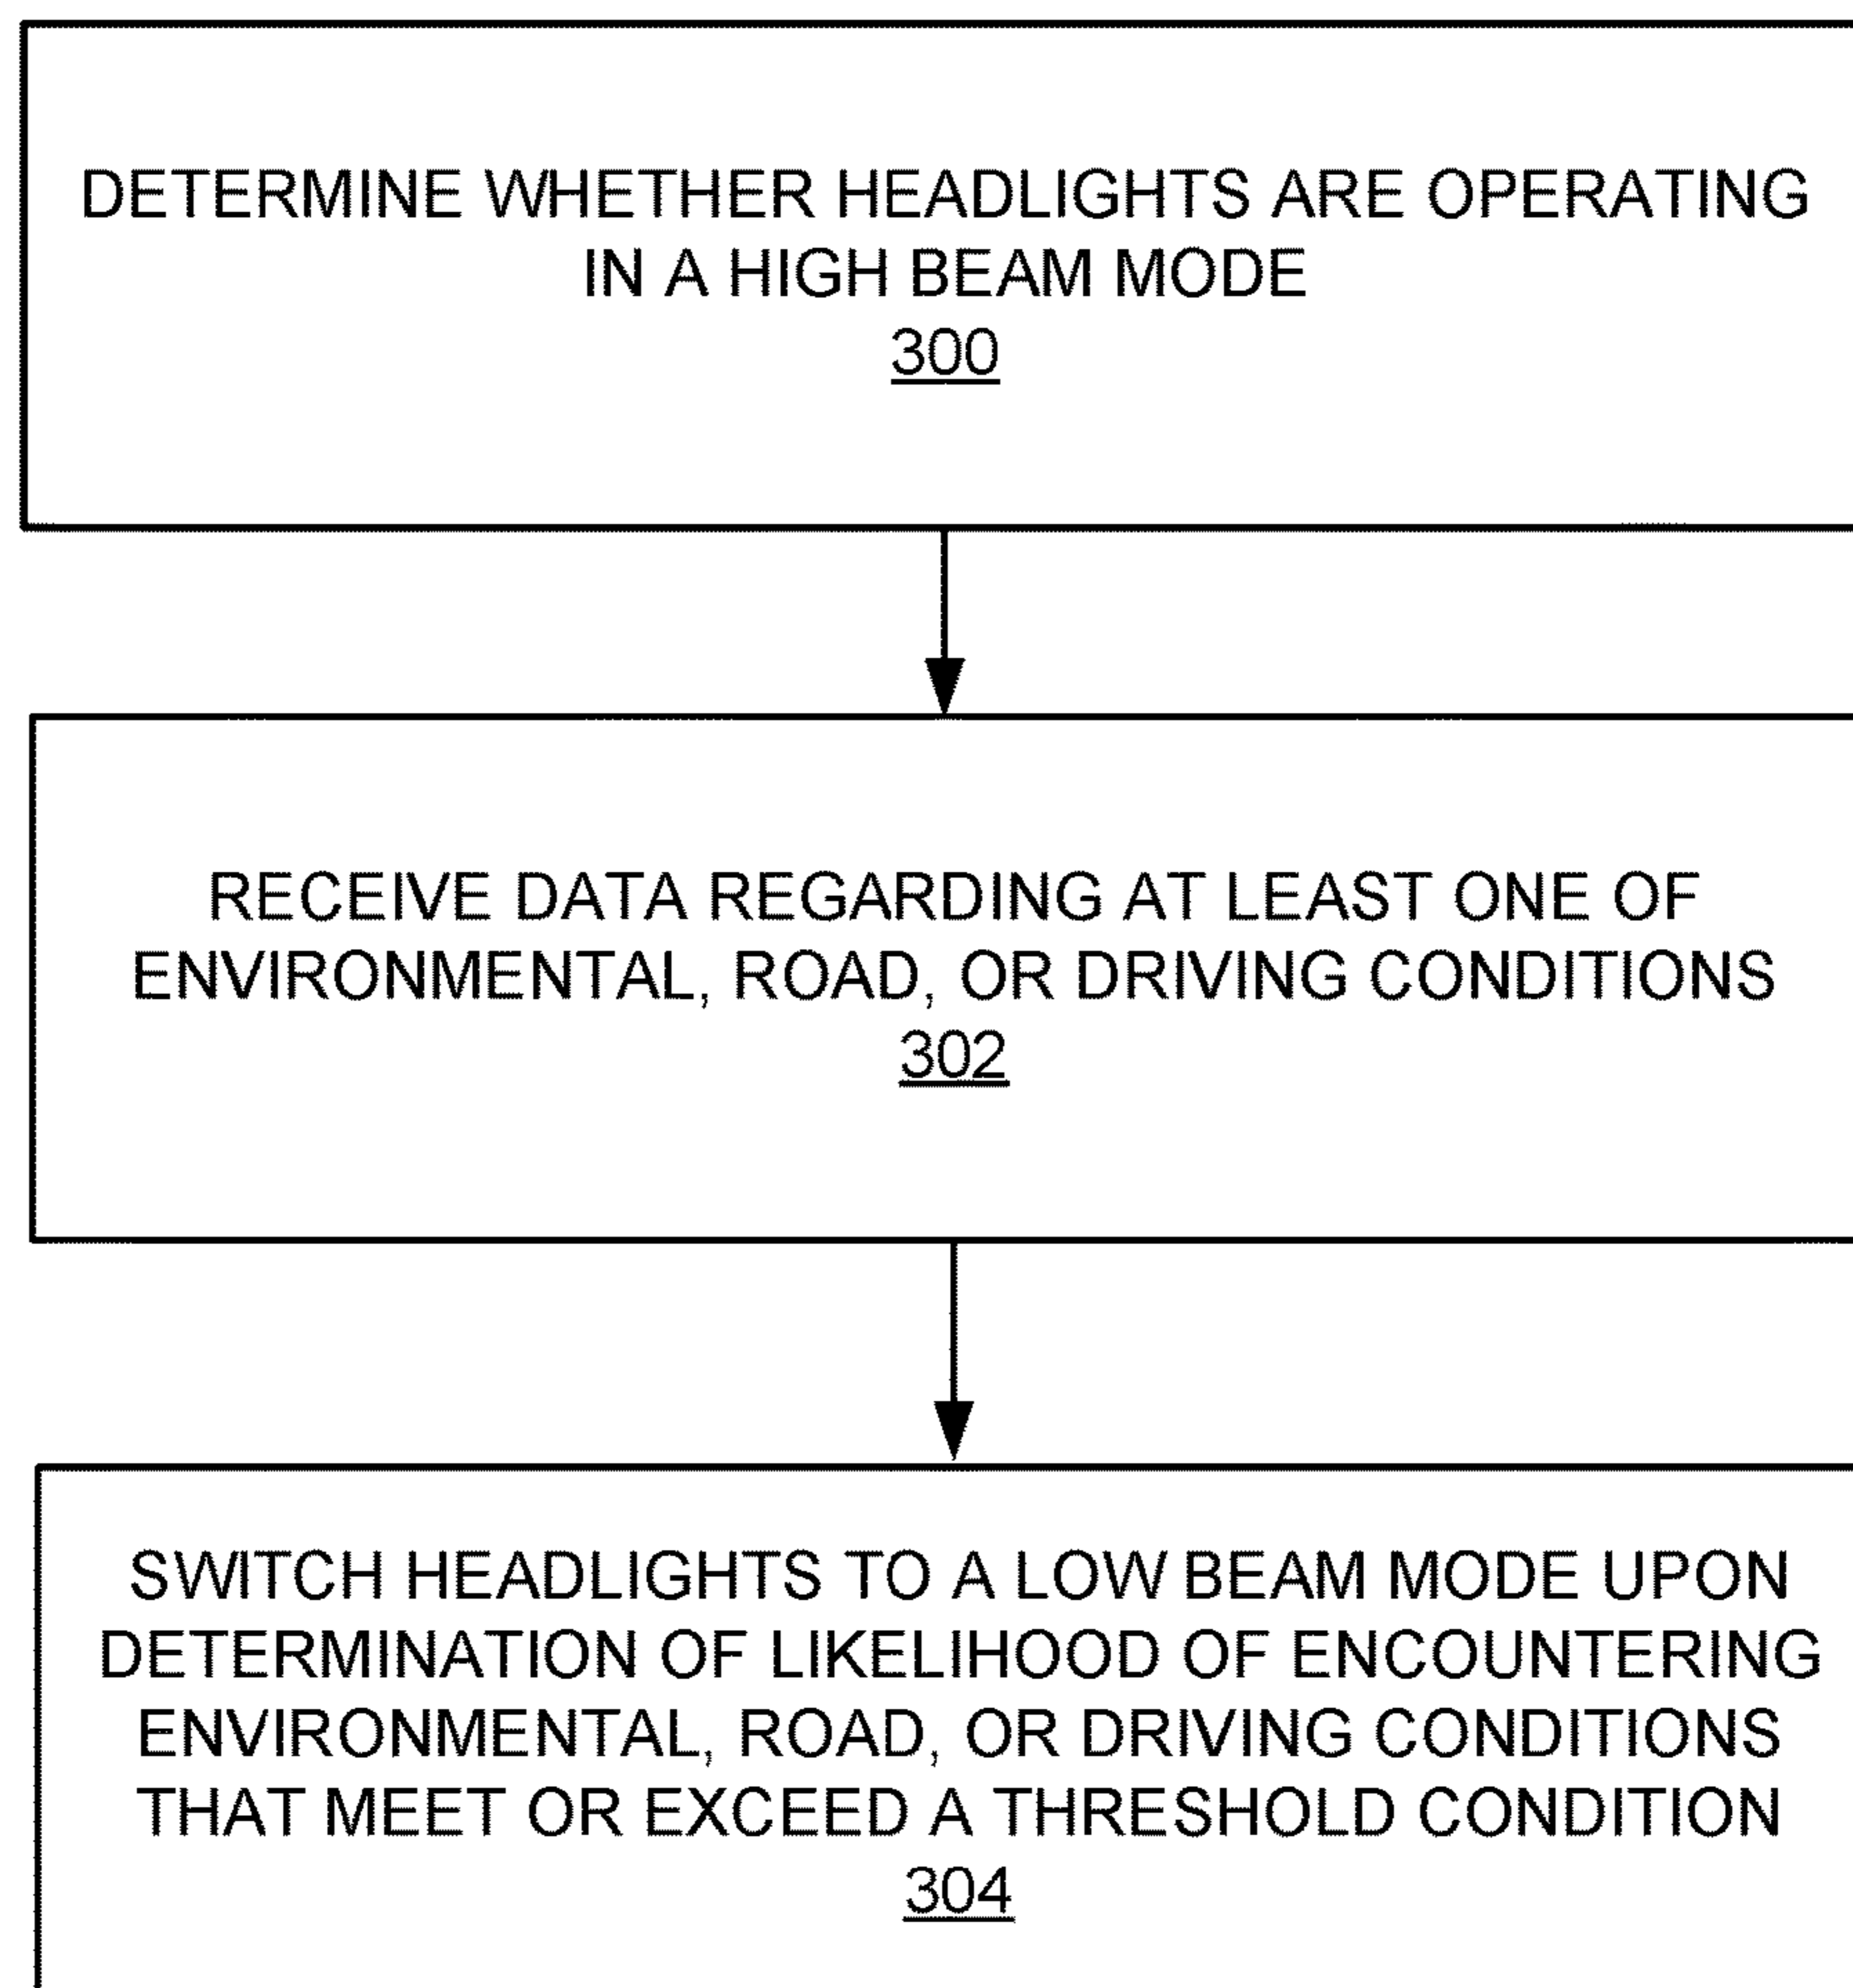 DETERMINE WHETHER HEADLIGHTS ARE OPERATING
IN A HIGH BEAM MODE
300
RECEIVE DATA REGARDING AT LEAST ONE OF
ENVIRONMENTAL, ROAD, OR DRIVING CONDITIONS
302
SWITCH HEADLIGHTS TO A LOW BEAM MODE UPON
DETERMINATION OF LIKELIHOOD OF ENCOUNTERING
ENVIRONMENTAL, ROAD, OR DRIVING CONDITIONS
THAT MEET OR EXCEED A THRESHOLD CONDITION
304